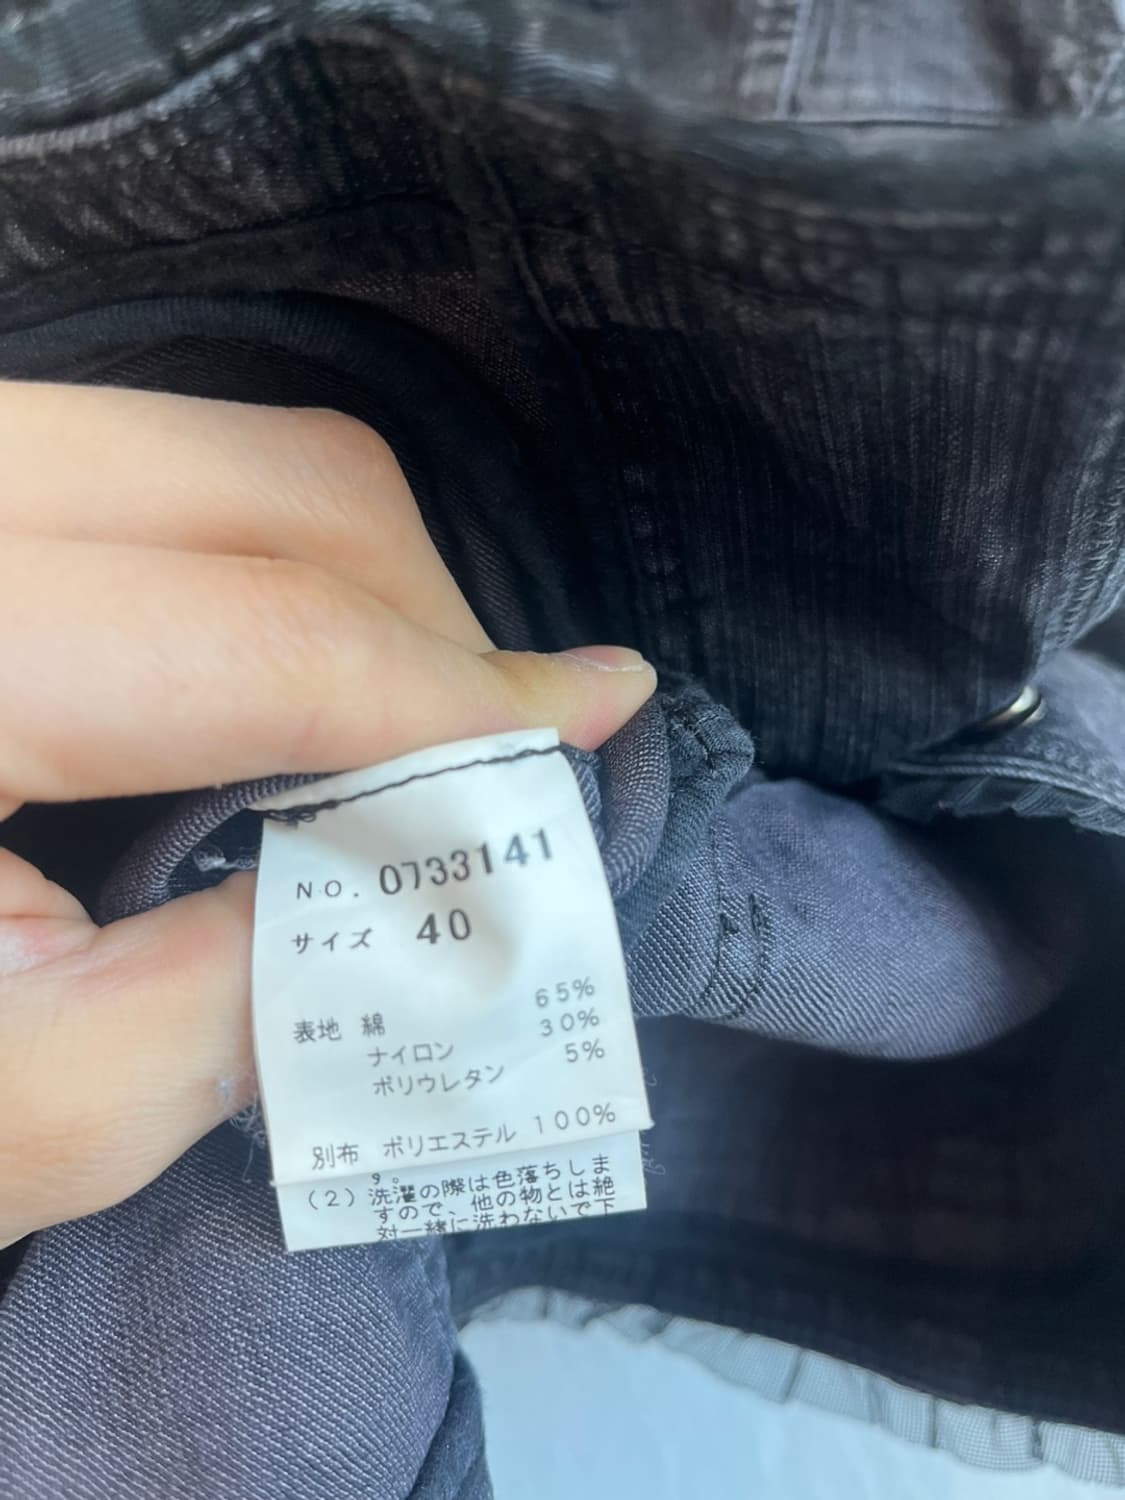 NO. 0733141
サイズ 40
表地 綿 65%
ナイロン 30%
ポリウレタン 5%
別布 ポリエステル 100%
す。
(2) 洗濯の際は色落ちしま
すので、他の物とは絶
対一緒に洗わないで下